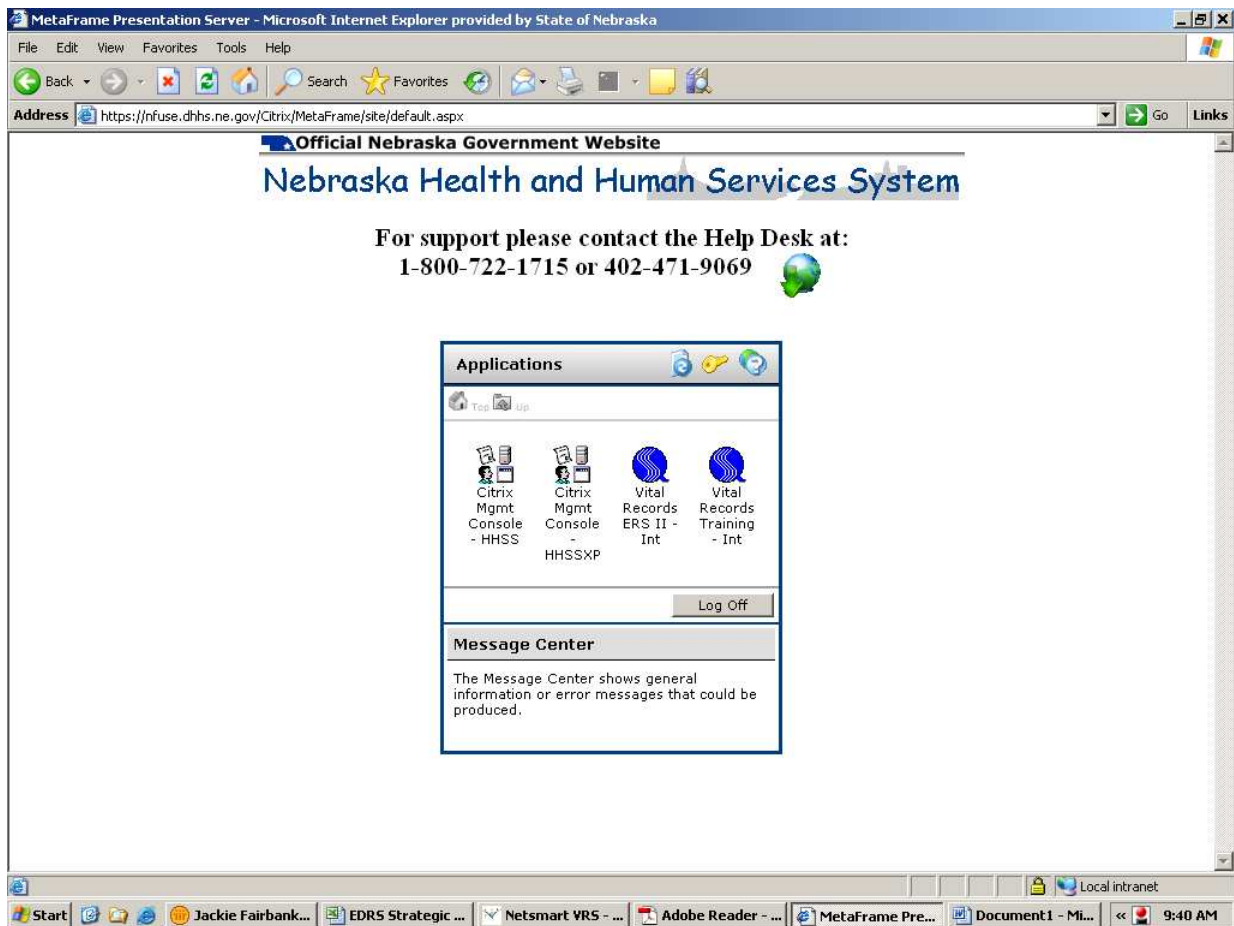 MetaFrame Presentation Server - Microsoft Internet Explorer provided by State of Nebraska
File Edit View Favorites Tools Help
Back Search Favorites
Address https://nfuse.dhhs.ne.gov/Citrix/MetaFrame/site/default.aspx Go Links
Official Nebraska Government Website
Nebraska Health and Human Services System
For support please contact the Help Desk at:
1-800-722-1715 or 402-471-9069
Applications
Top Up
Citrix Mgmt Console - HHSS
Citrix Mgmt Console - HHSSXP
Vital Records ERS II - Int
Vital Records Training - Int
Log Off
Message Center
The Message Center shows general
information or error messages that could be
produced.
Local intranet
Start Jackie Fairbank... EDRS Strategic ... Netsmart VRS - ... Adobe Reader - ... MetaFrame Pre... Document1 - Mi... « 9:40 AM